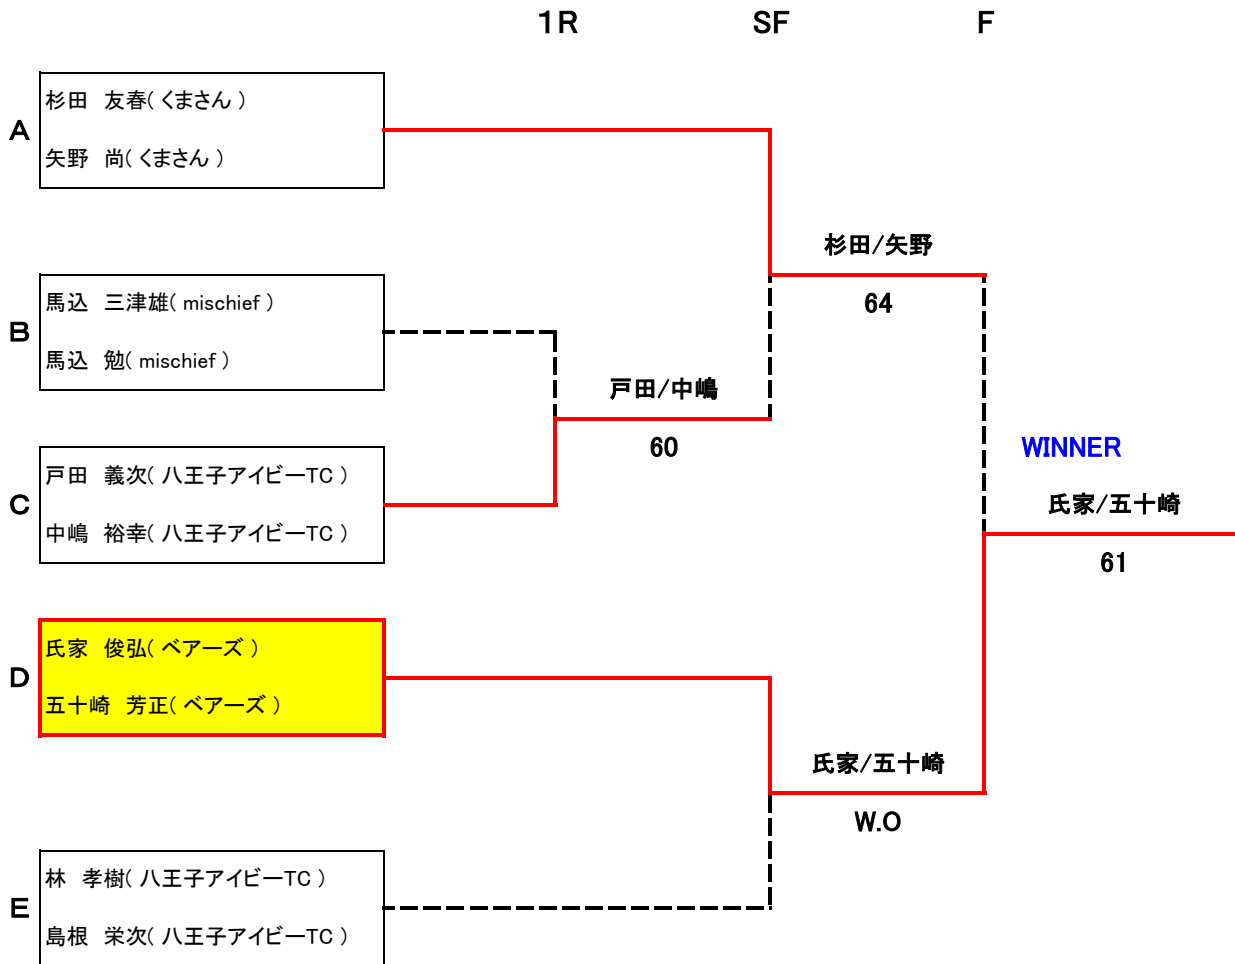 1R SF F
A
杉田 友春( くまさん )
矢野 尚( くまさん )
杉田/矢野
64
B
馬込 三津雄( mischief )
馬込 勉( mischief )
戸田/中嶋
60
C
戸田 義次( 八王子アイビーTC )
中嶋 裕幸( 八王子アイビーTC )
WINNER
氏家/五十崎
61
D
氏家 俊弘( ベアーズ )
五十崎 芳正( ベアーズ )
氏家/五十崎
W.O
E
林 孝樹( 八王子アイビーTC )
島根 栄次( 八王子アイビーTC )